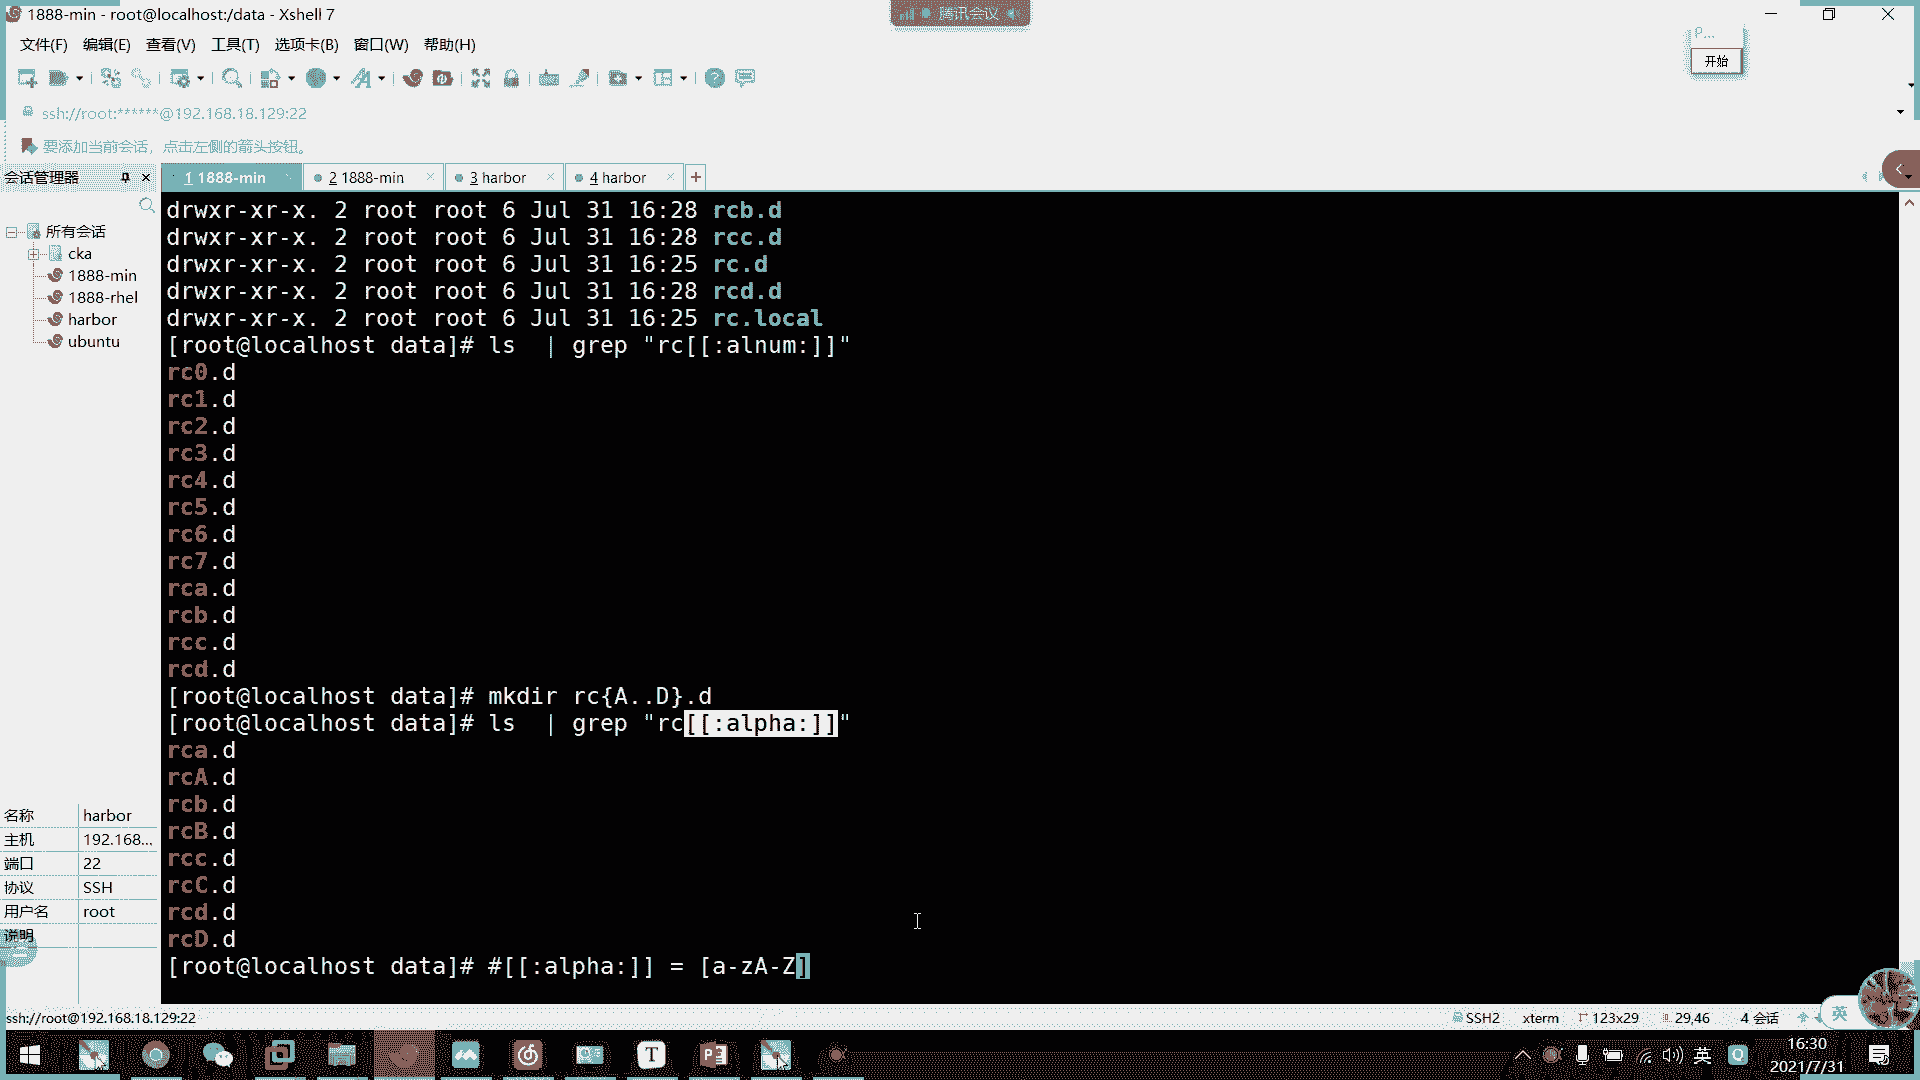 1888-min - root@localhost:/data - Xshell 7
腾讯会议
文件(F) 编辑(E) 查看(V) 工具(T) 选项卡(B) 窗口(W) 帮助(H)
P...
开始
ssh://root:******@192.168.18.129:22
要添加当前会话，点击左侧的箭头按钮。
会话管理器
1 1888-min
2 1888-min
3 harbor
4 harbor
所有会话
cka
1888-min
1888-rhel
harbor
ubuntu
drwxr-xr-x. 2 root root 6 Jul 31 16:28 rcb.d
drwxr-xr-x. 2 root root 6 Jul 31 16:28 rcc.d
drwxr-xr-x. 2 root root 6 Jul 31 16:25 rc.d
drwxr-xr-x. 2 root root 6 Jul 31 16:28 rcd.d
drwxr-xr-x. 2 root root 6 Jul 31 16:25 rc.local
[root@localhost data]# ls  | grep "rc[[:alnum:]]"
rc0.d
rc1.d
rc2.d
rc3.d
rc4.d
rc5.d
rc6.d
rc7.d
rca.d
rcb.d
rcc.d
rcd.d
[root@localhost data]# mkdir rc{A..D}.d
[root@localhost data]# ls  | grep "rc[[:alpha:]]"
rca.d
rcA.d
rcb.d
rcB.d
rcc.d
rcC.d
rcd.d
rcD.d
[root@localhost data]# #[[:alpha:]] = [a-zA-Z]
名称 harbor
主机 192.168...
端口 22
协议 SSH
用户名 root
说明
ssh://root@192.168.18.129:22
SSH2 xterm 123x29 29,46 4 会话
英
英
16:30
2021/7/31